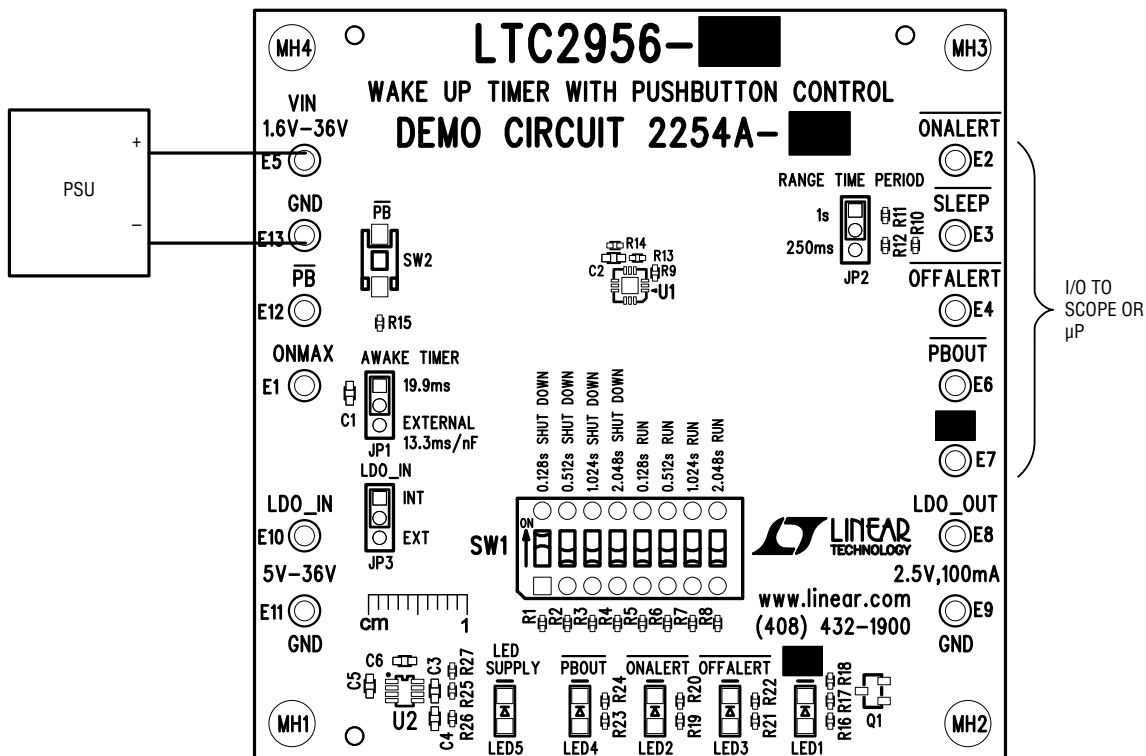 LTC2956-
WAKE UP TIMER WITH PUSHBUTTON CONTROL
DEMO CIRCUIT 2254A-
MH4
MH3
PSU
+
−
VIN
1.6V-36V
E5
GND
E13
PB
E12
ONMAX
E1
PB
SW2
R15
R14
C2
R13
R9
U1
RANGE TIME PERIOD
1s
250ms
JP2
R11
R12
R10
ONALERT
E2
SLEEP
E3
OFFALERT
E4
PBOUT
E6
E7
I/O TO
SCOPE OR
µP
AWAKE TIMER
19.9ms
EXTERNAL
13.3ms/nF
C1
JP1
LDO_IN
INT
EXT
JP3
LDO_IN
E10
5V-36V
E11
GND
0.128s SHUT DOWN
0.512s SHUT DOWN
1.024s SHUT DOWN
2.048s SHUT DOWN
0.128s RUN
0.512s RUN
1.024s RUN
2.048s RUN
SW1
ON
R1
R2
R3
R4
R5
R6
R7
R8
LINEAR
TECHNOLOGY
www.linear.com
(408) 432-1900
LDO_OUT
E8
2.5V,100mA
E9
GND
cm 1
C6
C5
U2
C3
C4
R27
R25
R26
LED
SUPPLY
LED5
PBOUT
LED4
R24
R23
ONALERT
LED2
R20
R19
OFFALERT
LED3
R22
R21
LED1
R18
R17
R16
Q1
MH1
MH2